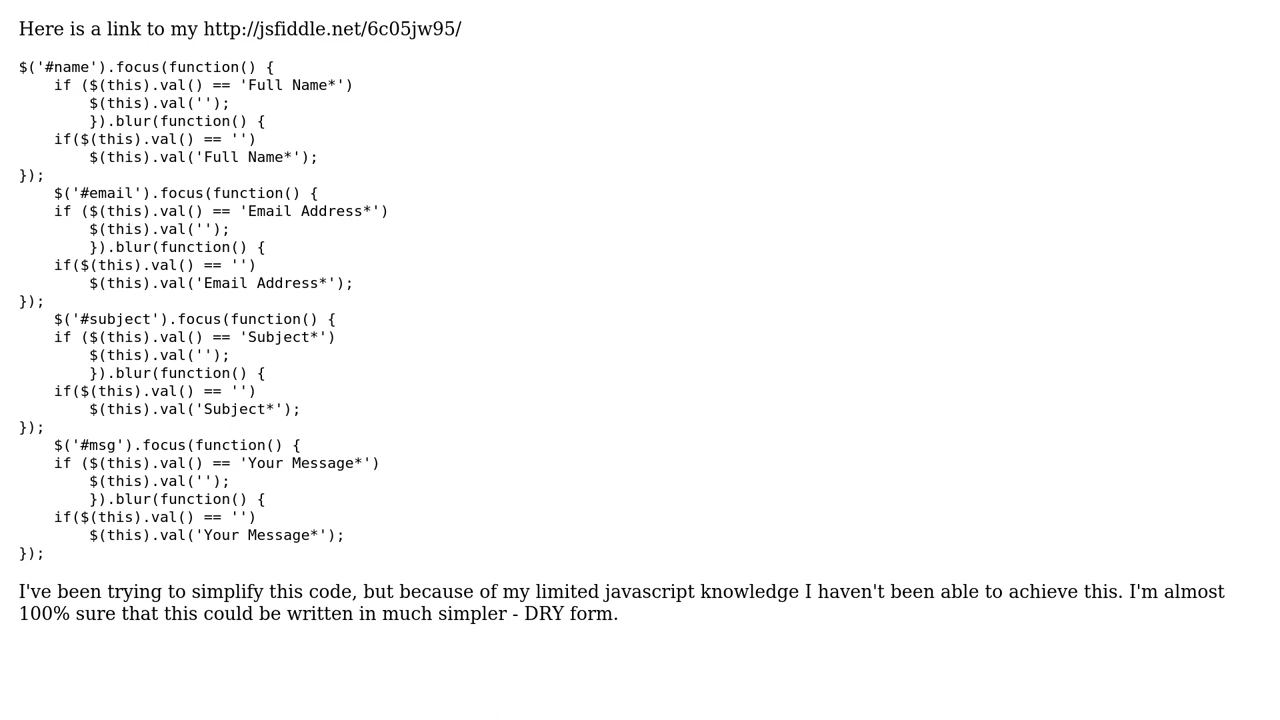 Here is a link to my http://jsfiddle.net/6c05jw95/
$('#name').focus(function() {
    if ($(this).val() == 'Full Name*')
        $(this).val('');
        }).blur(function() {
    if($(this).val() == '')
        $(this).val('Full Name*');
});
    $('#email').focus(function() {
    if ($(this).val() == 'Email Address*')
        $(this).val('');
        }).blur(function() {
    if($(this).val() == '')
        $(this).val('Email Address*');
});
    $('#subject').focus(function() {
    if ($(this).val() == 'Subject*')
        $(this).val('');
        }).blur(function() {
    if($(this).val() == '')
        $(this).val('Subject*');
});
    $('#msg').focus(function() {
    if ($(this).val() == 'Your Message*')
        $(this).val('');
        }).blur(function() {
    if($(this).val() == '')
        $(this).val('Your Message*');
});
I've been trying to simplify this code, but because of my limited javascript knowledge I haven't been able to achieve this. I'm almost
100% sure that this could be written in much simpler - DRY form.